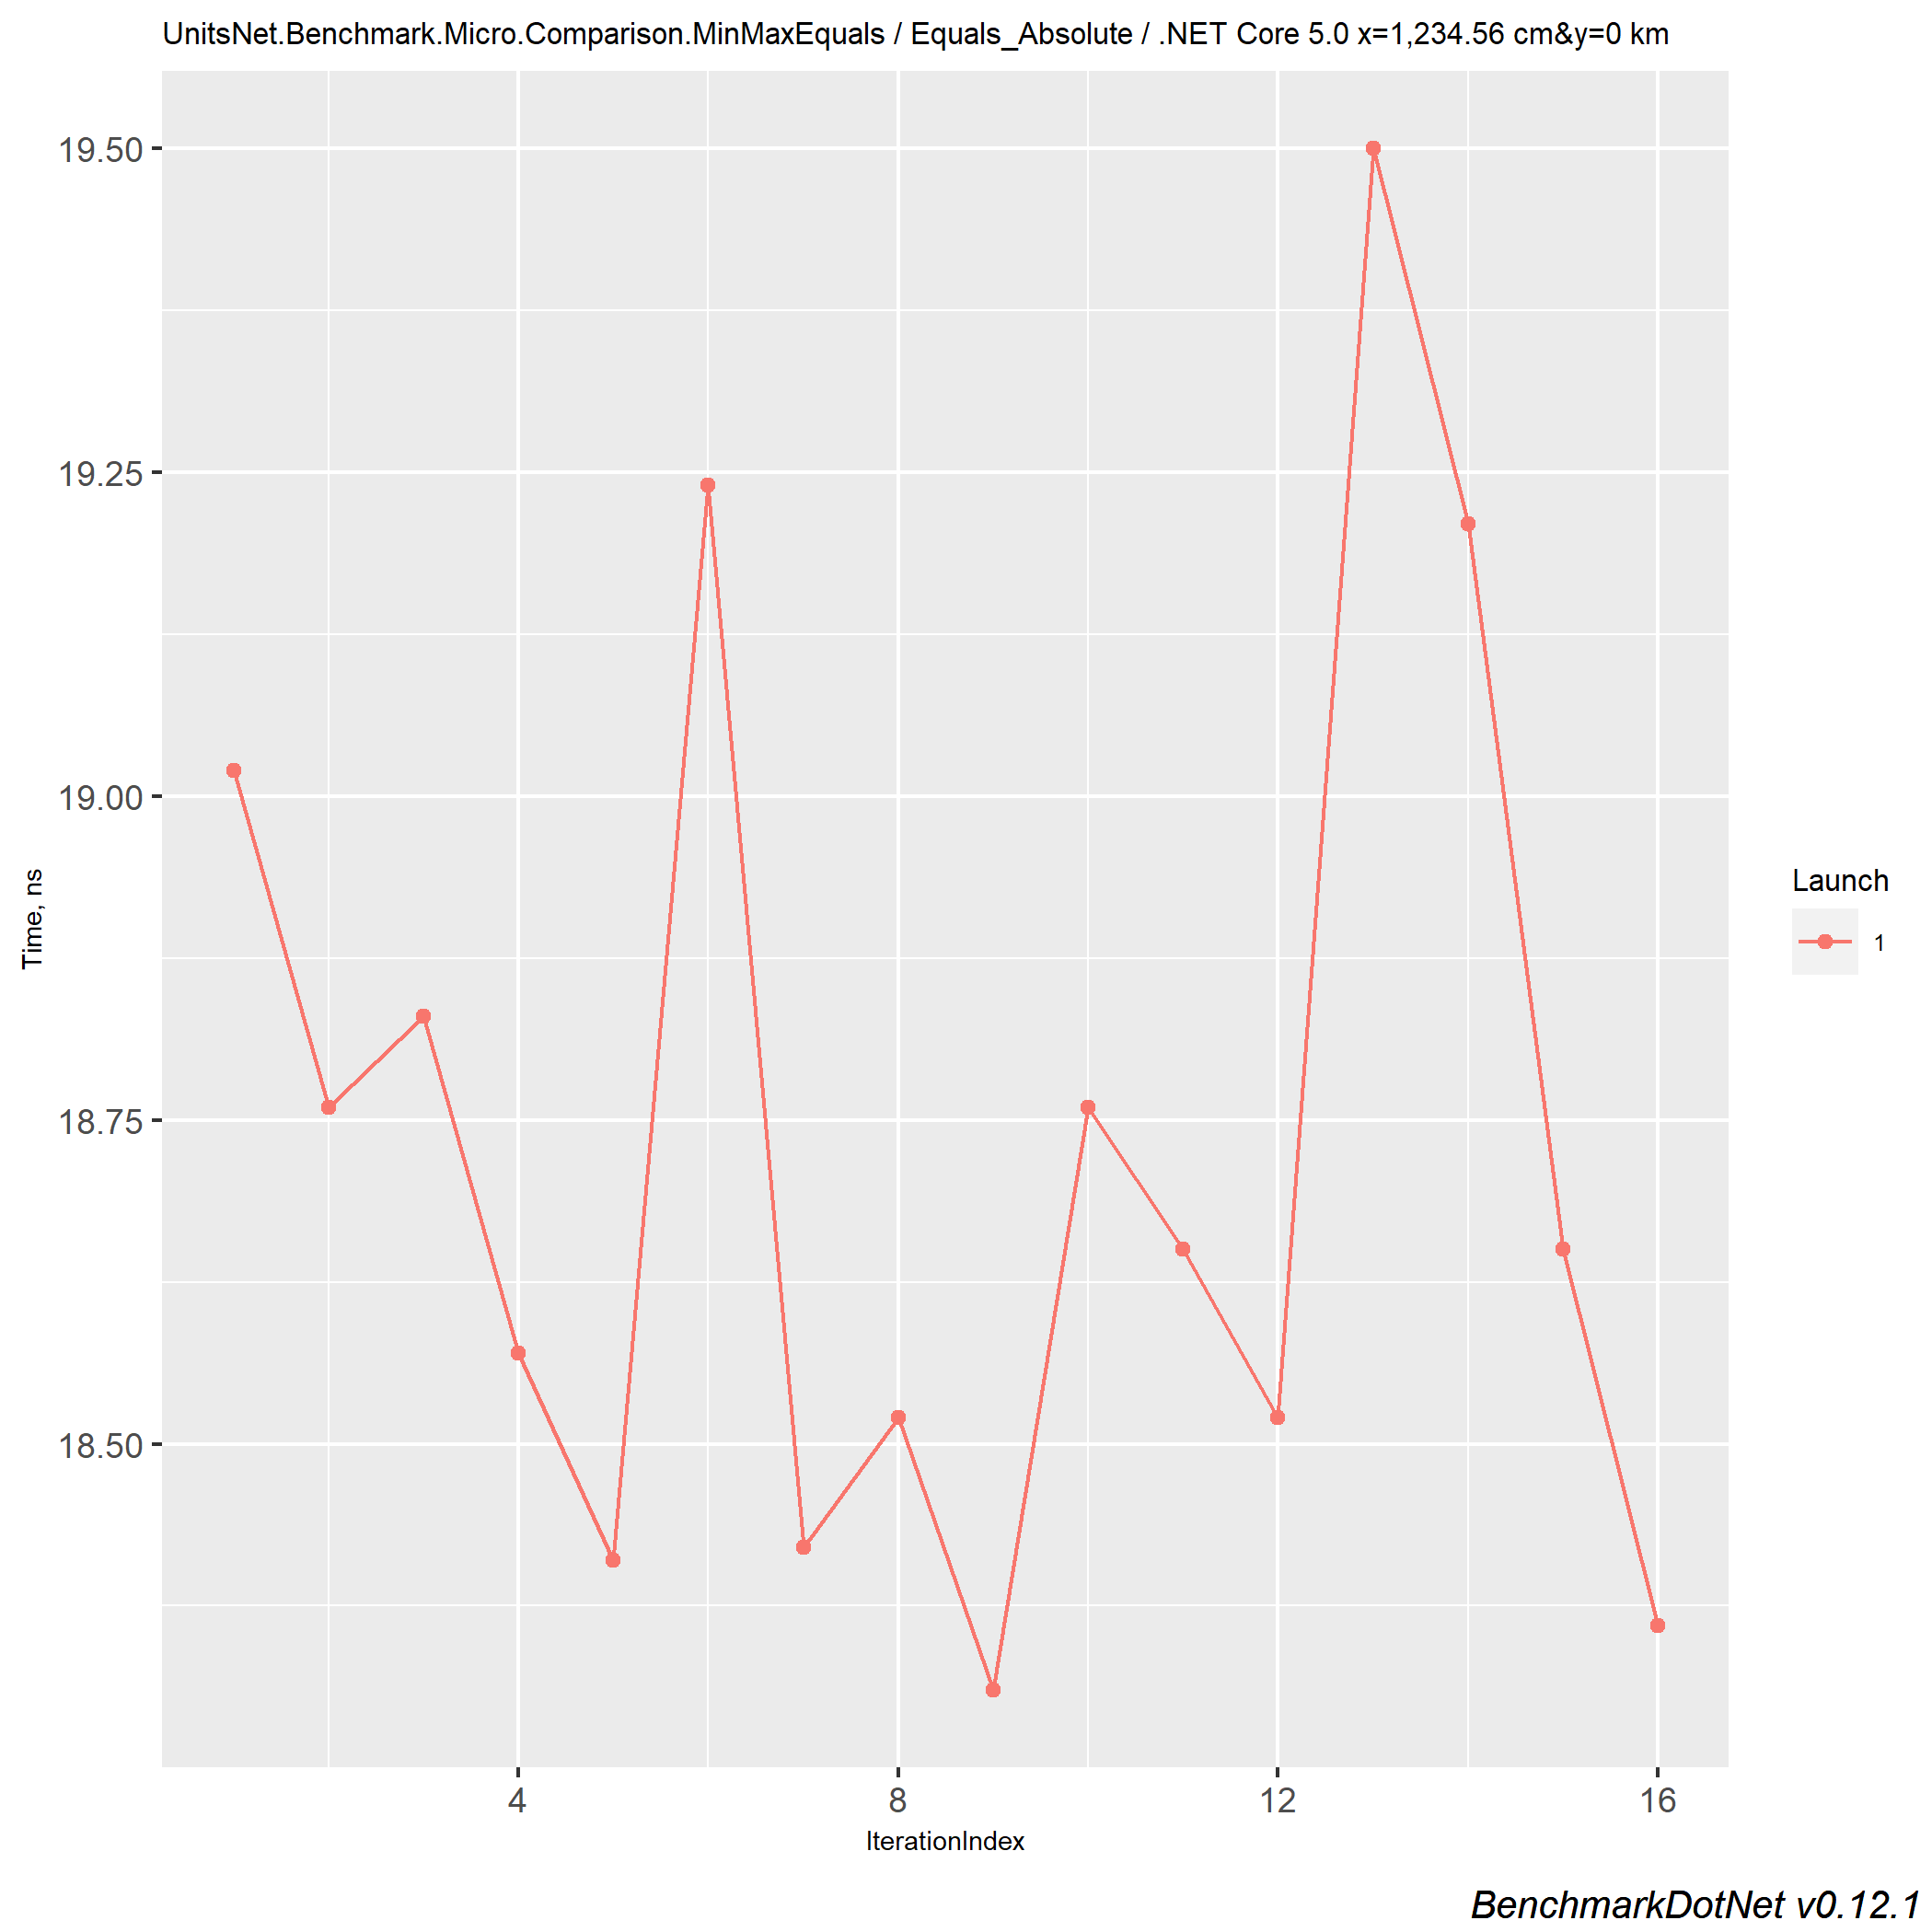 UnitsNet.Benchmark.Micro.Comparison.MinMaxEquals / Equals_Absolute / .NET Core 5.0 x=1,234.56 cm&y=0 km
19.50
19.25
19.00
18.75
18.50
Time, ns
4 8 12 16
IterationIndex
Launch
1
BenchmarkDotNet v0.12.1